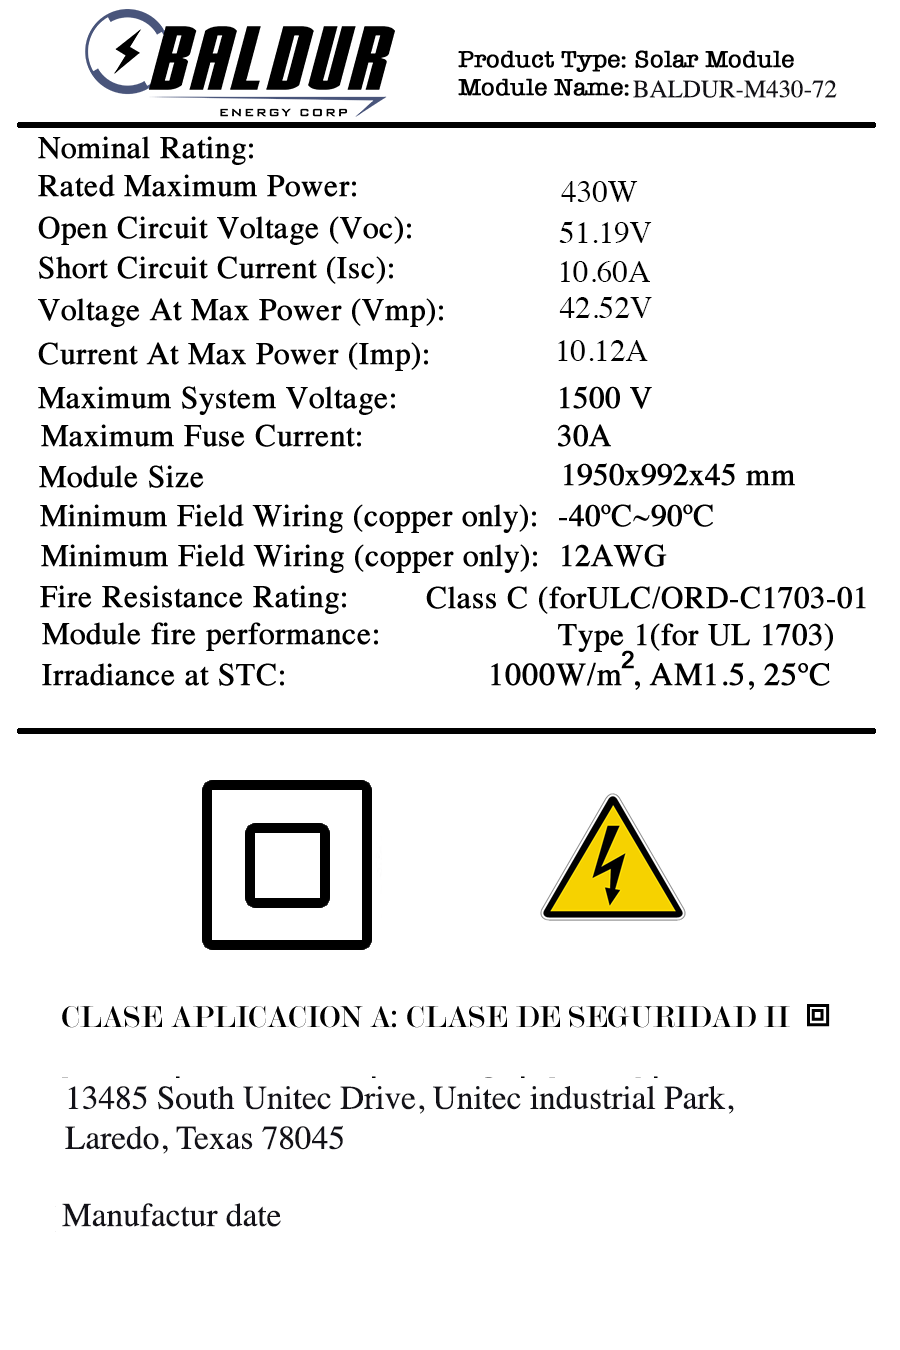 BALDUR
ENERGY CORP
Product Type: Solar Module
Module Name: BALDUR-M430-72
Nominal Rating:
Rated Maximum Power: 430W
Open Circuit Voltage (Voc): 51.19V
Short Circuit Current (Isc): 10.60A
Voltage At Max Power (Vmp): 42.52V
Current At Max Power (Imp): 10.12A
Maximum System Voltage: 1500 V
Maximum Fuse Current: 30A
Module Size 1950x992x45 mm
Minimum Field Wiring (copper only): -40ºC~90ºC
Minimum Field Wiring (copper only): 12AWG
Fire Resistance Rating: Class C (forULC/ORD-C1703-01
Module fire performance: Type 1(for UL 1703)
Irradiance at STC: 1000W/m², AM1.5, 25ºC
CLASE APLICACION A: CLASE DE SEGURIDAD II
13485 South Unitec Drive, Unitec industrial Park,
Laredo, Texas 78045
Manufactur date